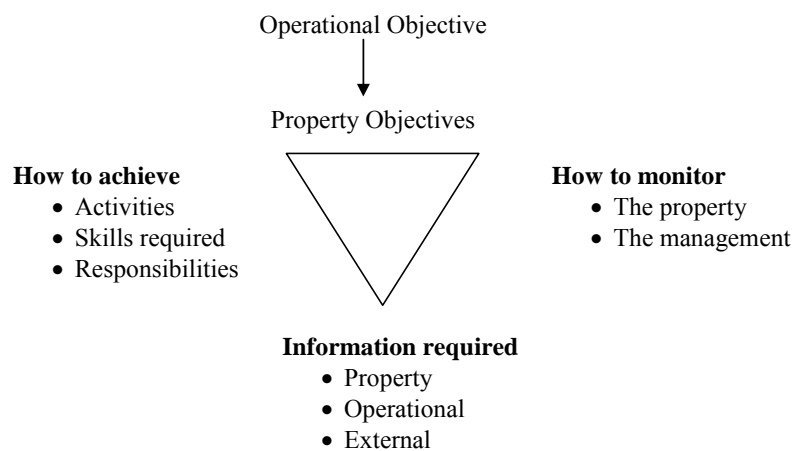 Operational Objective
Property Objectives
How to achieve
• Activities
• Skills required
• Responsibilities
How to monitor
• The property
• The management
Information required
• Property
• Operational
• External